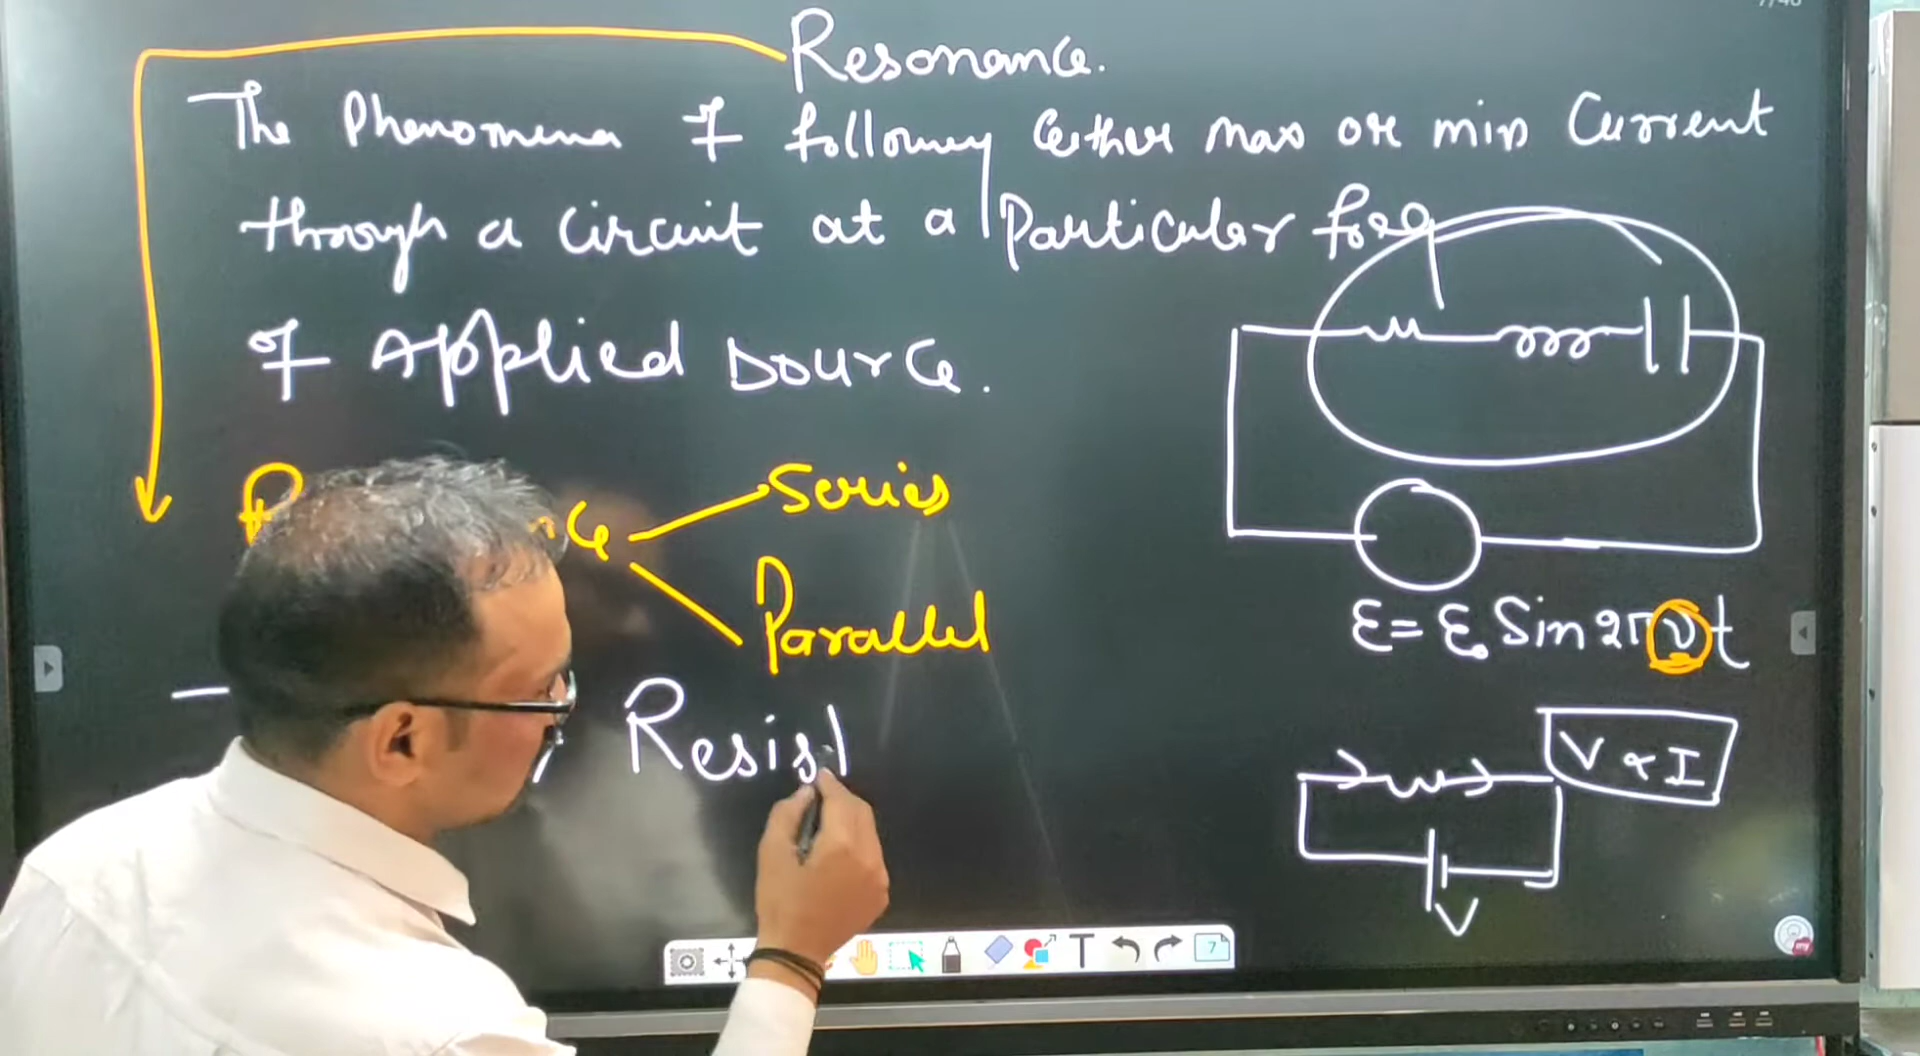 Resonance.
The Phenomena of following Either max or min Current
through a circuit at a Particular freq
of Applied source.
Series
Parallel
Resist
ε = ε₀ Sin 2πνt
V ∝ I
V
7